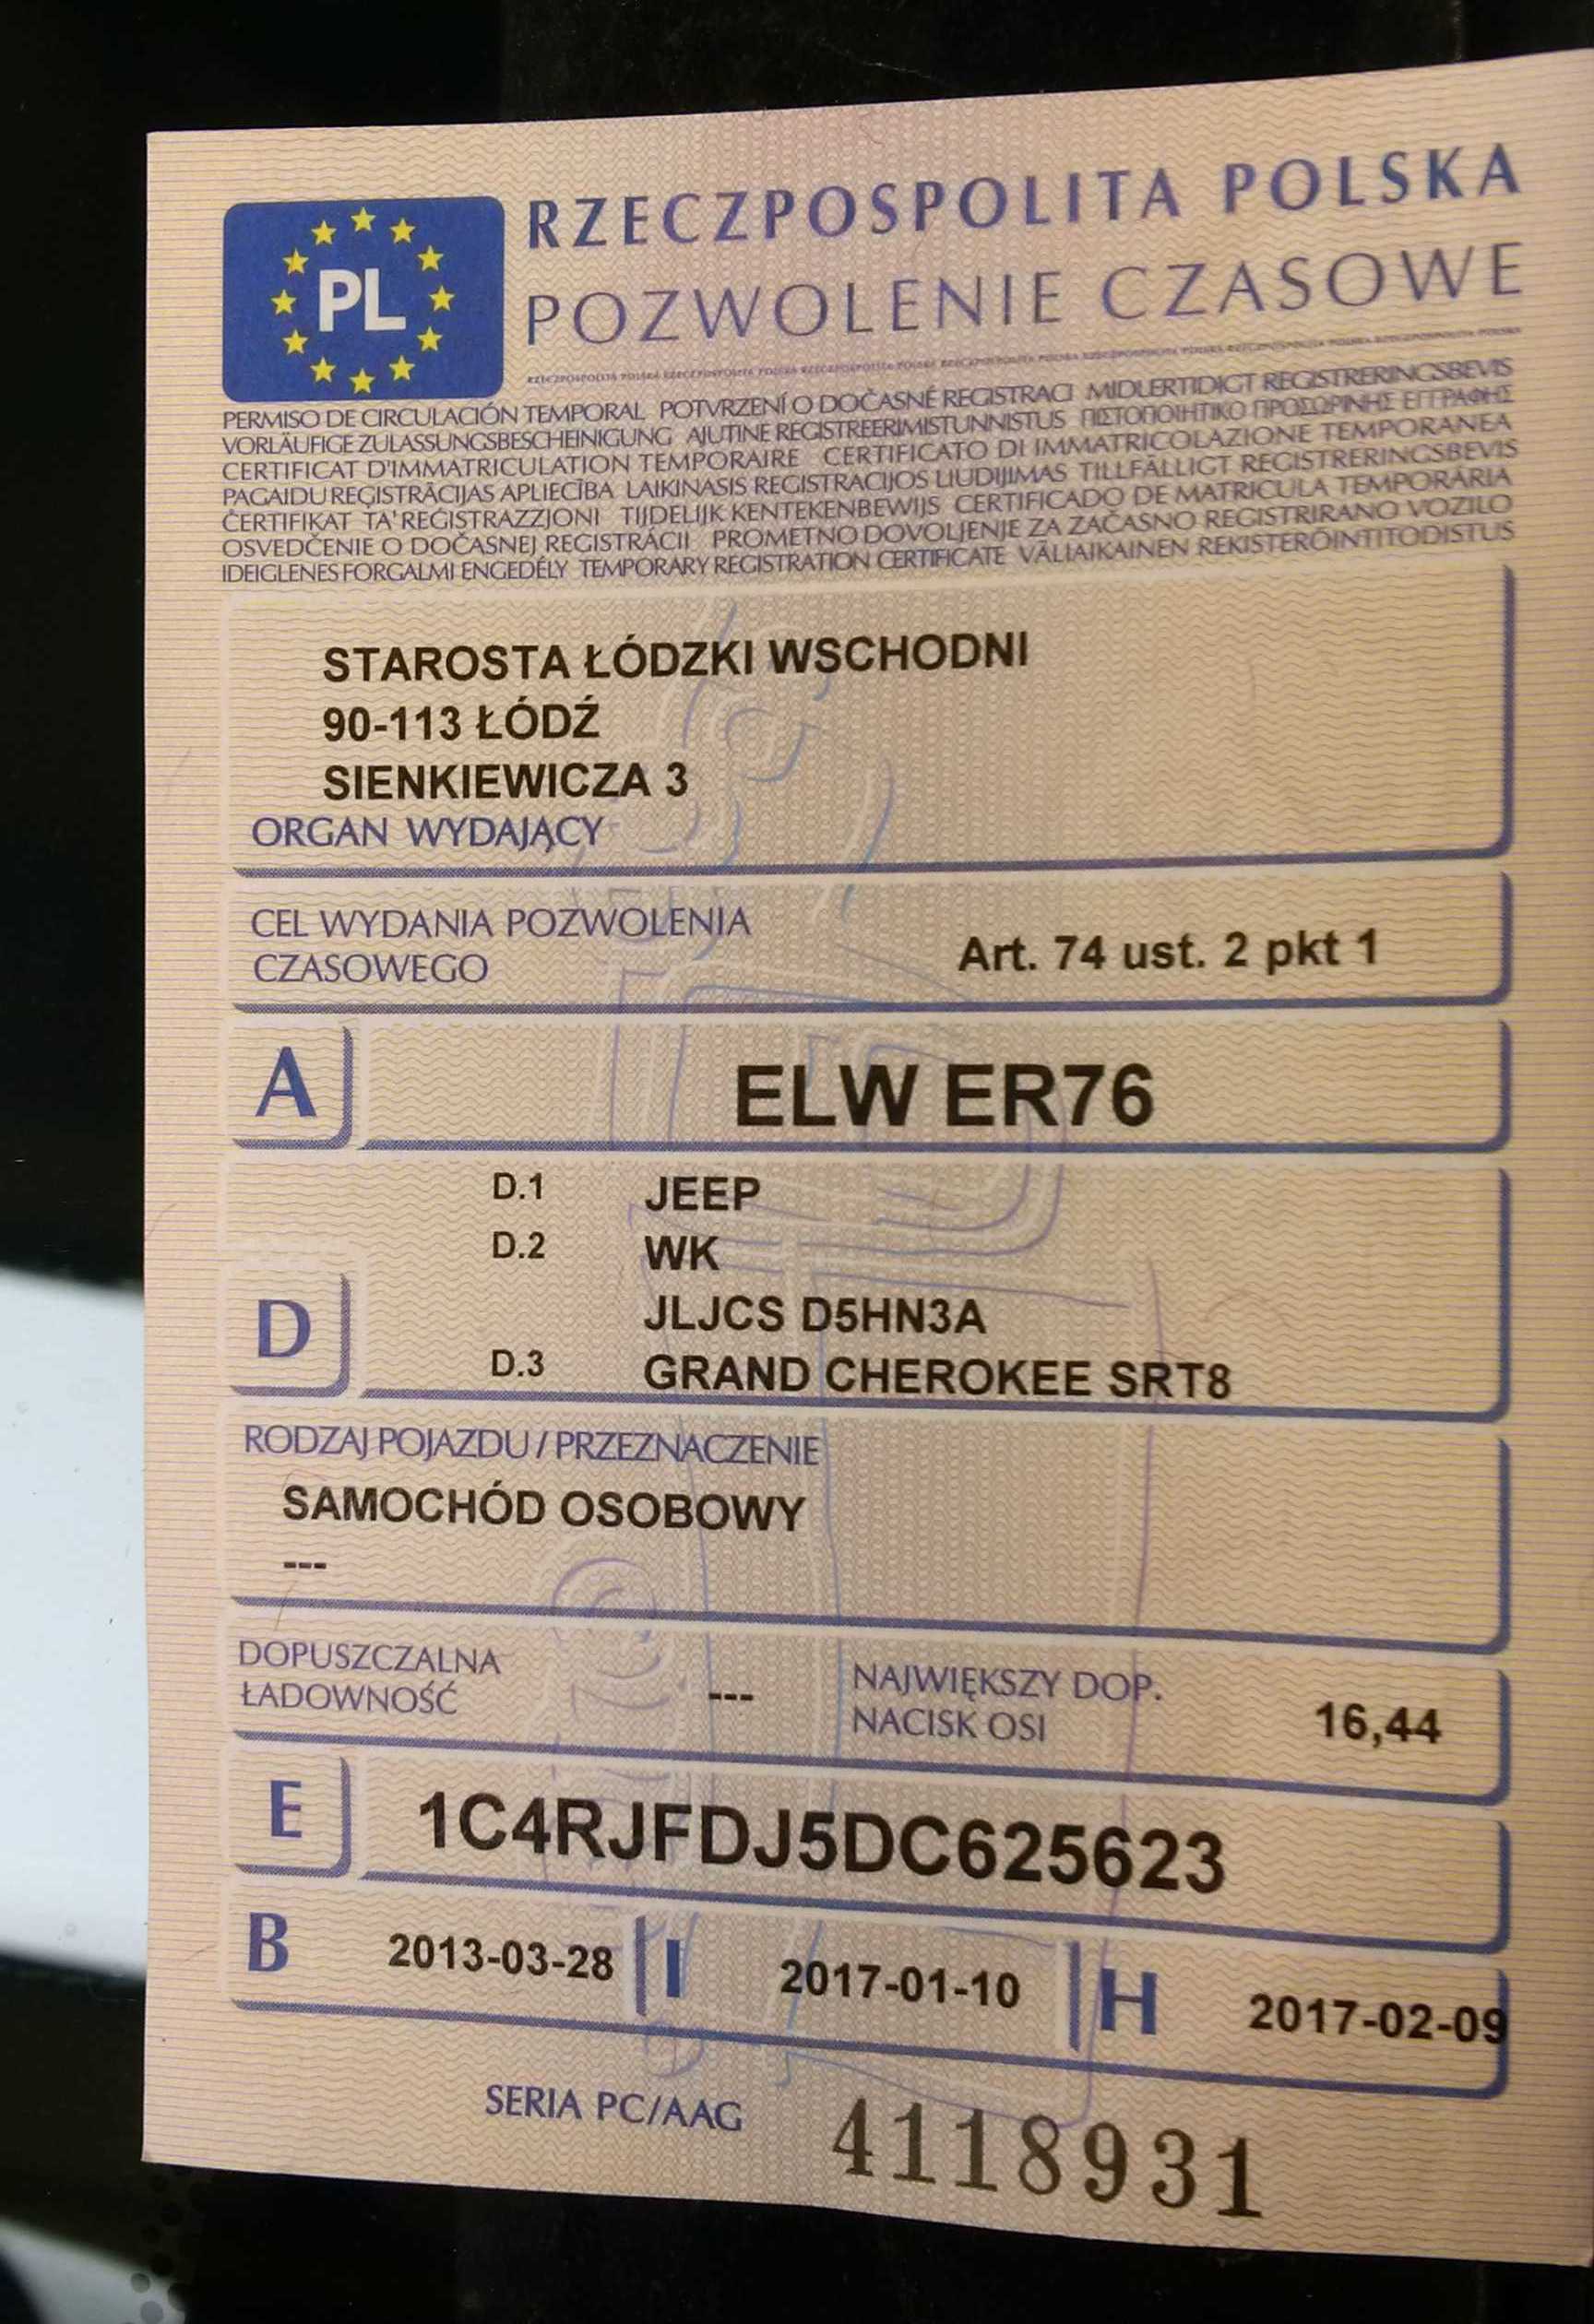 PL
RZECZPOSPOLITA POLSKA
POZWOLENIE CZASOWE
PERMISO DE CIRCULACIÓN TEMPORAL POTVRZENÍ O DOČASNÉ REGISTRACI MIDLERTIDIGT REGISTRERINGSBEVIS
VORLÄUFIGE ZULASSUNGSBESCHEINIGUNG AJUTINE REGISTREERIMISTUNNISTUS ΠΙΣΤΟΠΟΙΗΤΙΚΟ ΠΡΟΣΩΡΙΝΗΣ ΕΓΓΡΑΦΗΣ
CERTIFICAT D'IMMATRICULATION TEMPORAIRE CERTIFICATO DI IMMATRICOLAZIONE TEMPORANEA
PAGAIDU REĢISTRĀCIJAS APLIECĪBA LAIKINASIS REGISTRACIJOS LIUDIJIMAS TILLFÄLLIGT REGISTRERINGSBEVIS
ĊERTIFIKAT TA' REĠISTRAZZJONI TIJDELIJK KENTEKENBEWIJS CERTIFICADO DE MATRICULA TEMPORÁRIA
OSVEDČENIE O DOČASNEJ REGISTRÁCII PROMETNO DOVOLJENJE ZA ZAČASNO REGISTRIRANO VOZILO
IDEIGLENES FORGALMI ENGEDÉLY TEMPORARY REGISTRATION CERTIFICATE VÄLIAIKAINEN REKISTERÖINTITODISTUS
STAROSTA ŁÓDZKI WSCHODNI
90-113 ŁÓDŹ
SIENKIEWICZA 3
ORGAN WYDAJĄCY
CEL WYDANIA POZWOLENIA
CZASOWEGO
Art. 74 ust. 2 pkt 1
A ELW ER76
D.1 JEEP
D.2 WK
JLJCS D5HN3A
D
D.3 GRAND CHEROKEE SRT8
RODZAJ POJAZDU / PRZEZNACZENIE
SAMOCHÓD OSOBOWY
---
DOPUSZCZALNA
ŁADOWNOŚĆ
---
NAJWIĘKSZY DOP.
NACISK OSI
16,44
E 1C4RJFDJ5DC625623
B 2013-03-28 I 2017-01-10 H 2017-02-09
SERIA PC/AAG 4118931